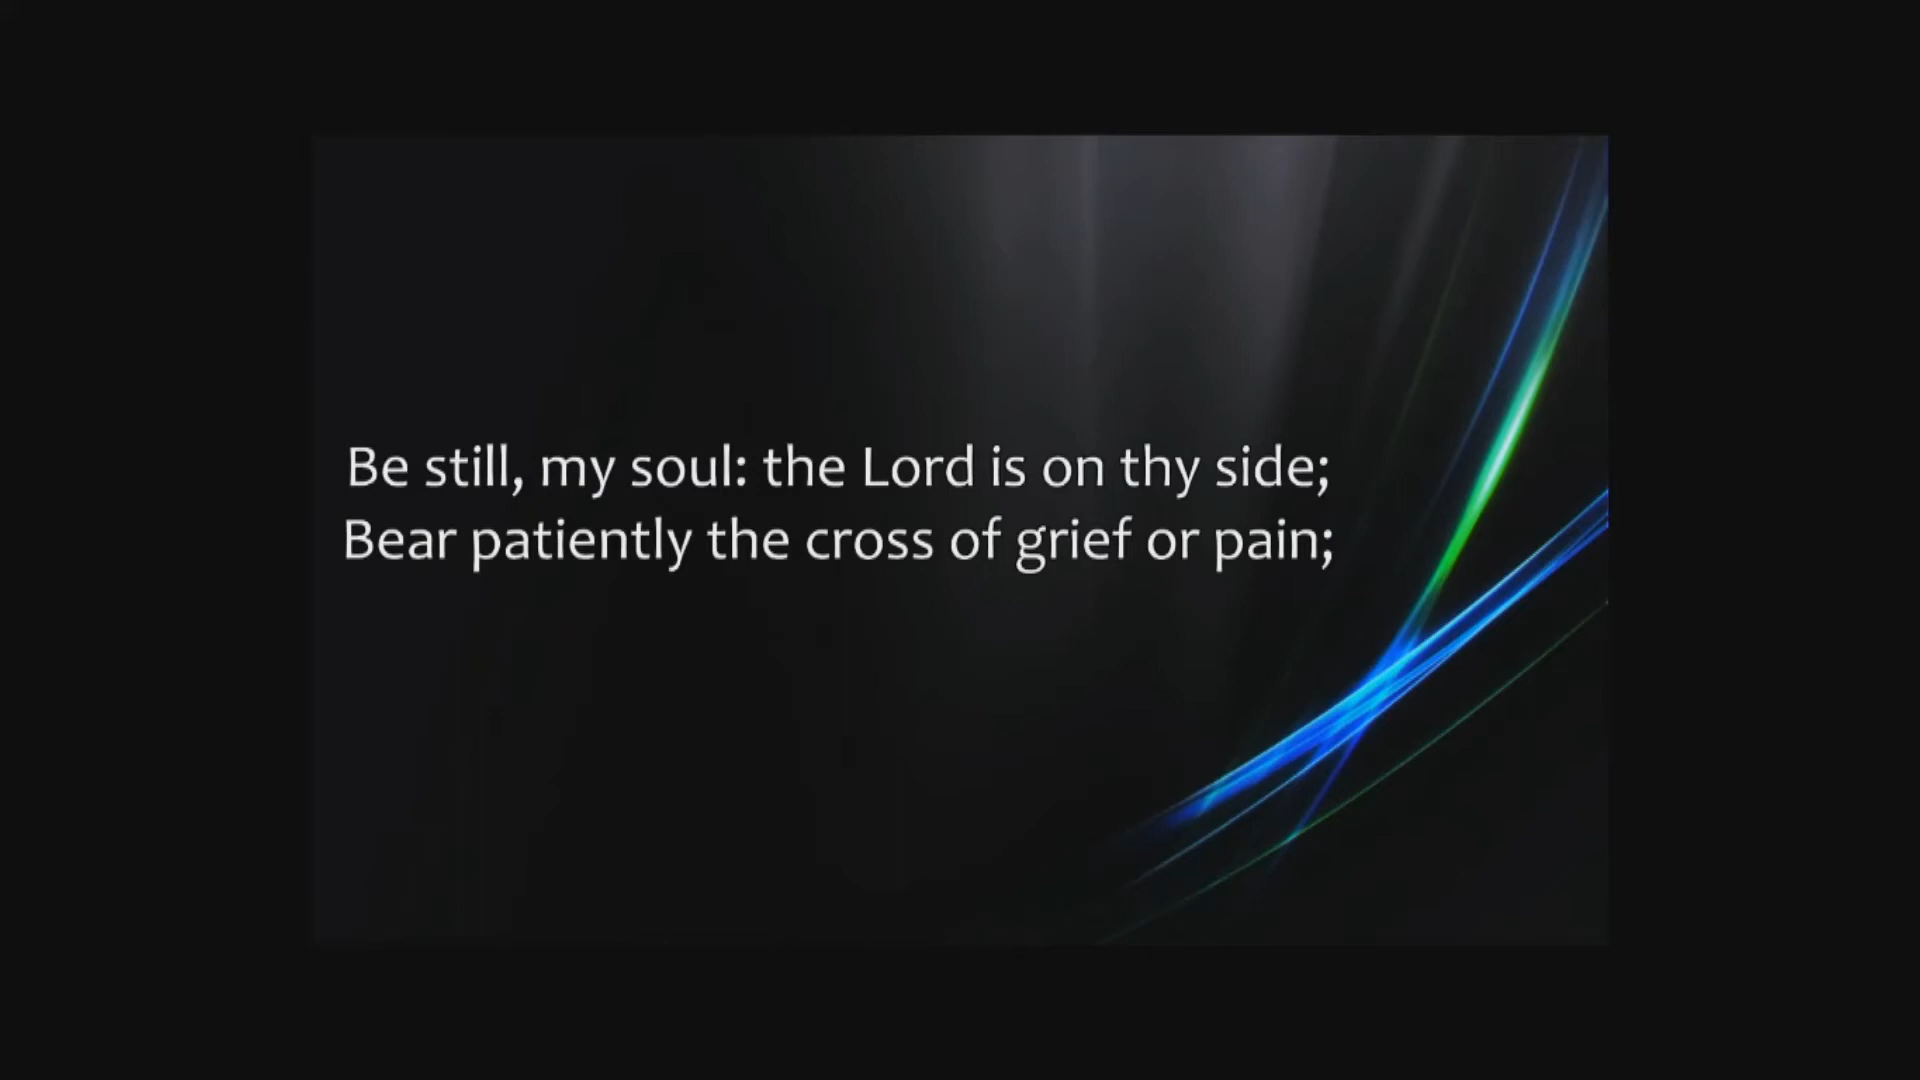 Be still, my soul: the Lord is on thy side;
Bear patiently the cross of grief or pain;